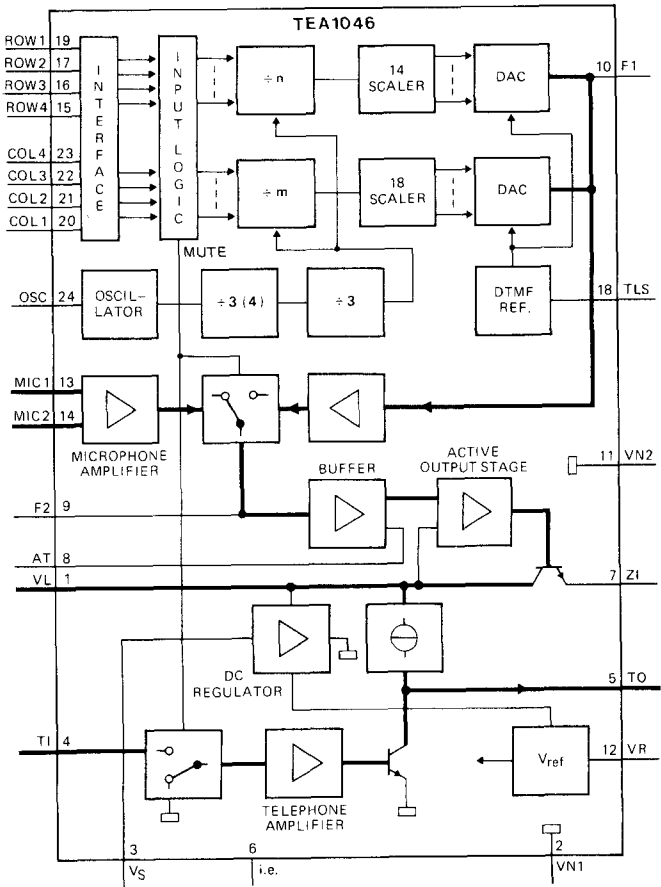 TEA1046
ROW1 19
ROW2 17
ROW3 16
ROW4 15
COL4 23
COL3 22
COL2 21
COL1 20
INTERFACE
INPUT LOGIC
÷n
14
SCALER
DAC
10 F1
÷m
18
SCALER
DAC
MUTE
OSC 24
OSCIL-
LATOR
÷3 (4)
÷3
DTMF
REF.
18 TLS
MIC1 13
MIC2 14
MICROPHONE
AMPLIFIER
BUFFER
ACTIVE
OUTPUT STAGE
11 VN2
F2 9
AT 8
VL 1
7 ZI
DC
REGULATOR
5 TO
TI 4
TELEPHONE
AMPLIFIER
Vref
12 VR
3
VS
6
i.e.
2
VN1